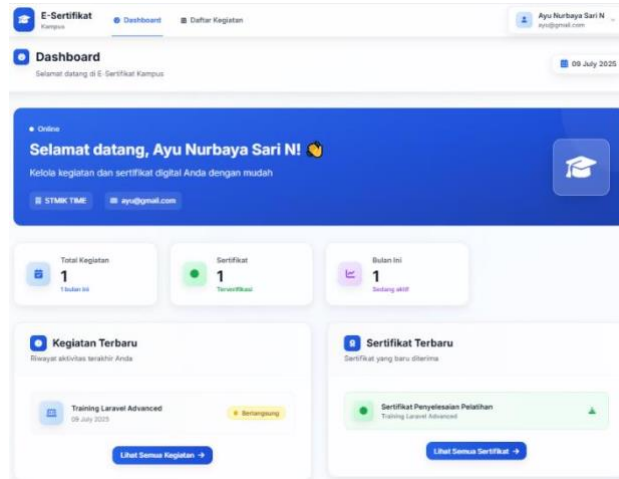 E-Sertifikat
Kampus
Dashboard
Daftar Kegiatan
Ayu Nurbaya Sari N
ayu@gmail.com
Dashboard
Selamat datang di E-Sertifikat Kampus
09 July 2025
Online
Selamat datang, Ayu Nurbaya Sari N! 👋
Kelola kegiatan dan sertifikat digital Anda dengan mudah
STMIK TIME
ayu@gmail.com
Total Kegiatan
1
1 bulan ini
Sertifikat
1
Terverifikasi
Bulan Ini
1
Sedang aktif
Kegiatan Terbaru
Riwayat aktivitas terakhir Anda
Training Laravel Advanced
09 July 2025
Berlangsung
Lihat Semua Kegiatan →
Sertifikat Terbaru
Sertifikat yang baru diterima
Sertifikat Penyelesaian Pelatihan
Training Laravel Advanced
Lihat Semua Sertifikat →